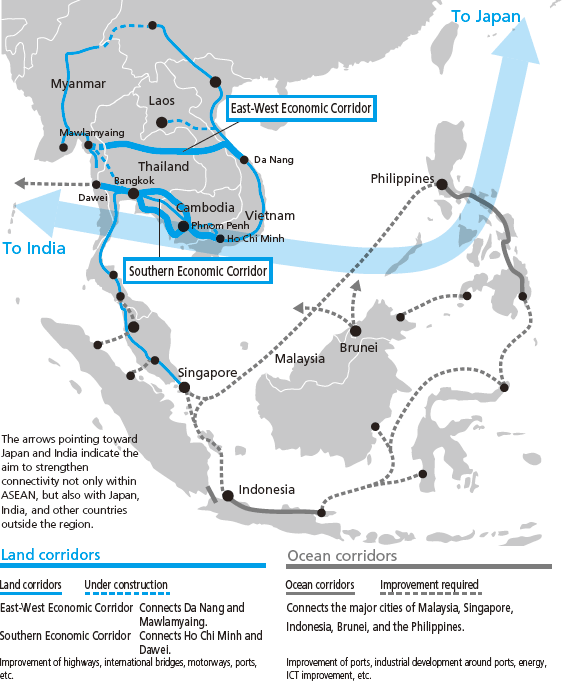 To Japan
Myanmar
Laos
East-West Economic Corridor
Mawlamyaing
Da Nang
Thailand
Bangkok
Philippines
Dawei
Cambodia
Vietnam
Phnom Penh
Ho Chi Minh
To India
Southern Economic Corridor
Brunei
Malaysia
Singapore
The arrows pointing toward
Japan and India indicate the
aim to strengthen
connectivity not only within
ASEAN, but also with Japan,
India, and other countries
outside the region.
Indonesia
Land corridors
Land corridors Under construction
East-West Economic Corridor Connects Da Nang and
Mawlamyaing.
Southern Economic Corridor Connects Ho Chi Minh and
Dawei.
Improvement of highways, international bridges, motorways, ports,
etc.
Ocean corridors
Ocean corridors Improvement required
Connects the major cities of Malaysia, Singapore,
Indonesia, Brunei, and the Philippines.
Improvement of ports, industrial development around ports, energy,
ICT improvement, etc.